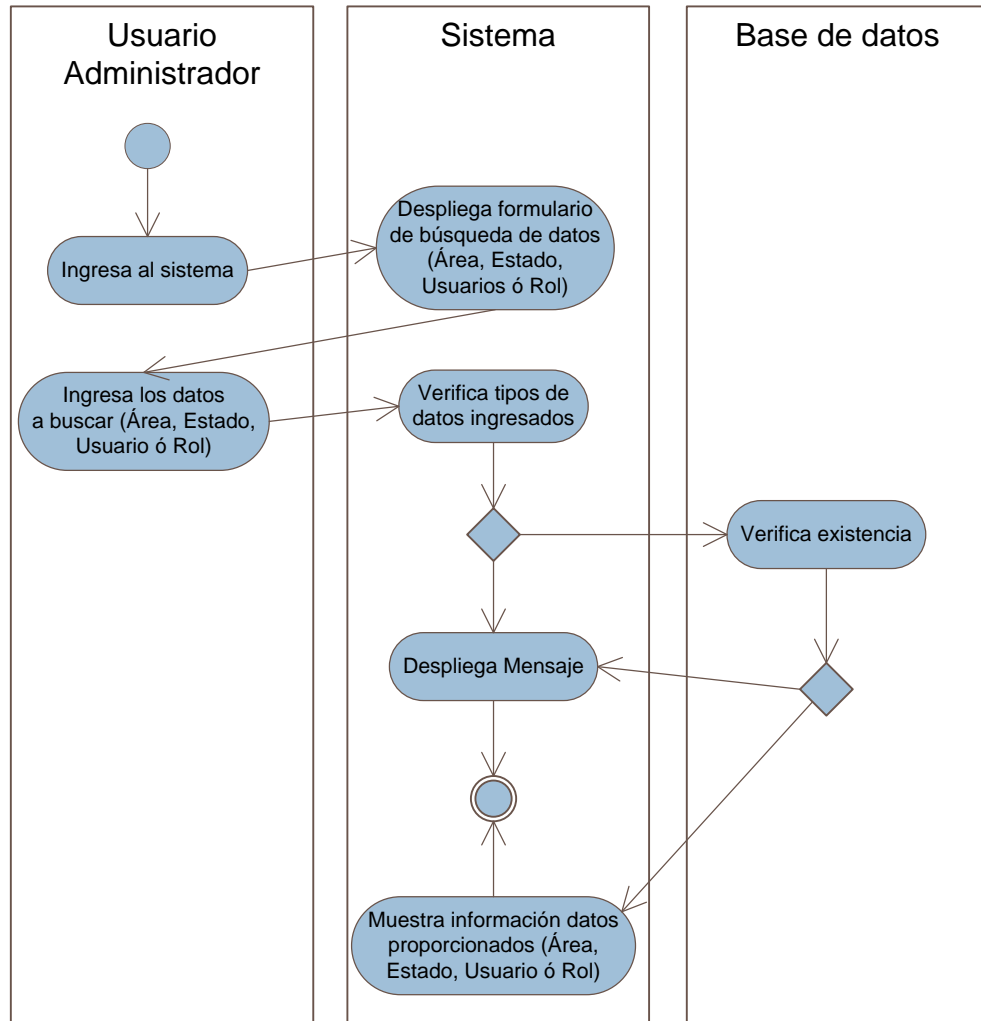 Usuario
Administrador
Sistema
Base de datos
Despliega formulario
de búsqueda de datos
(Área, Estado,
Usuarios ó Rol)
Ingresa al sistema
Ingresa los datos
a buscar (Área, Estado,
Usuario ó Rol)
Verifica tipos de
datos ingresados
Verifica existencia
Despliega Mensaje
Muestra información datos
proporcionados (Área,
Estado, Usuario ó Rol)